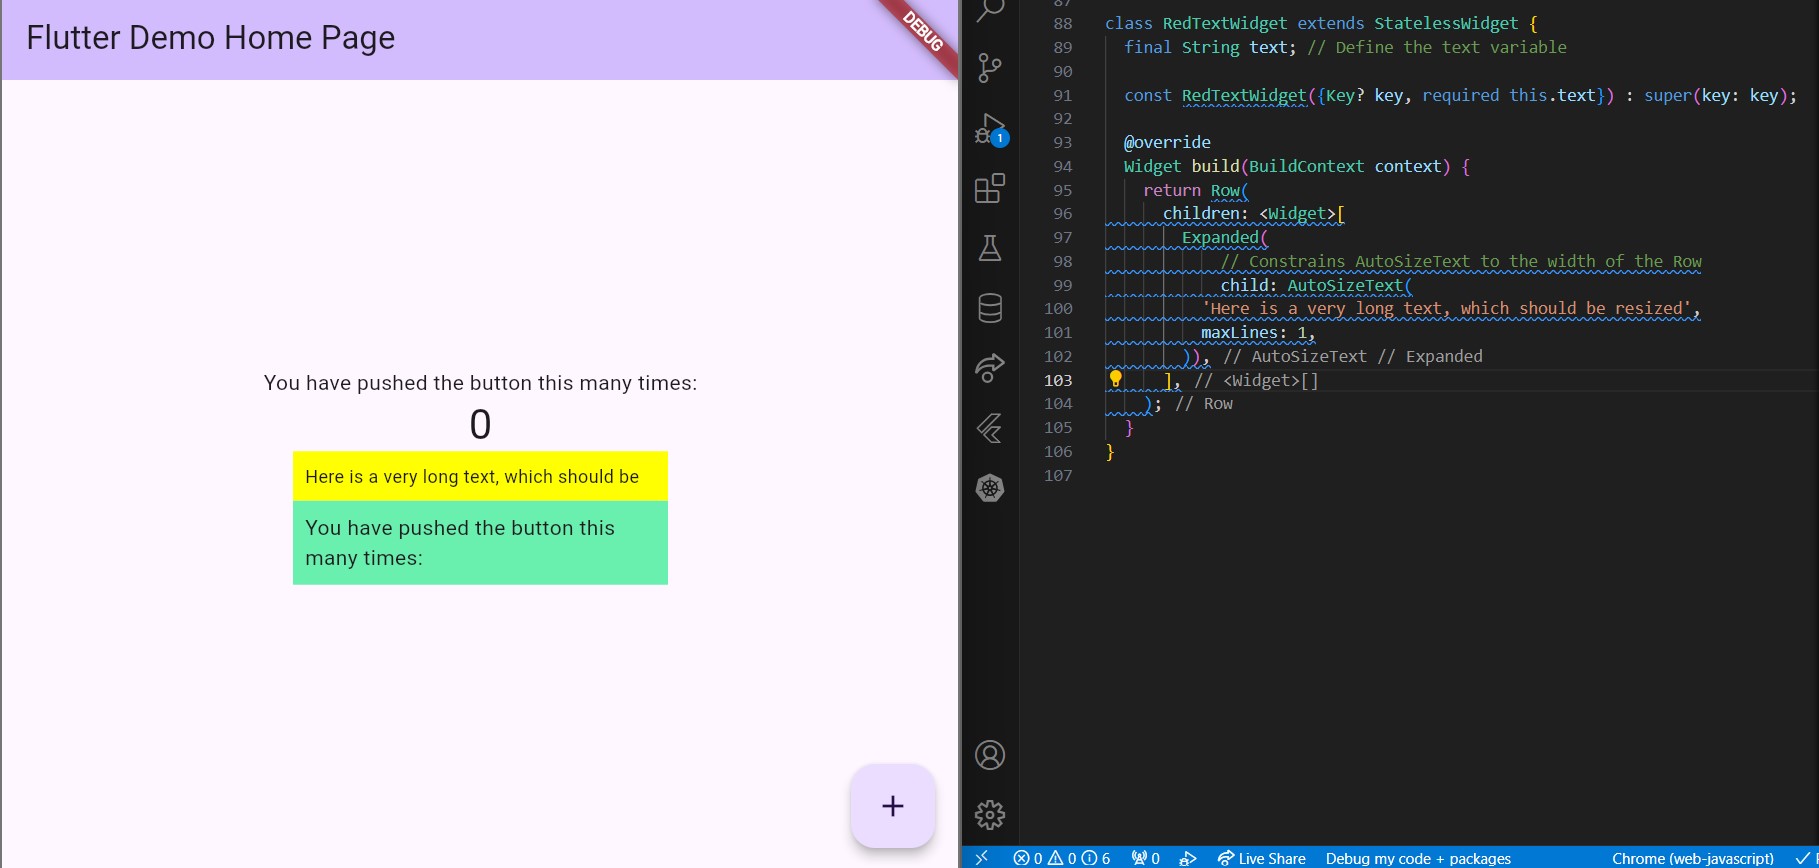 Flutter Demo Home Page
DEBUG
You have pushed the button this many times:
0
Here is a very long text, which should be
You have pushed the button this
many times:
+
1
87
88 class RedTextWidget extends StatelessWidget {
89 final String text; // Define the text variable
90
91 const RedTextWidget({Key? key, required this.text}) : super(key: key);
92
93 @override
94 Widget build(BuildContext context) {
95 return Row(
96 children: <Widget>[
97 Expanded(
98 // Constrains AutoSizeText to the width of the Row
99 child: AutoSizeText(
100 'Here is a very long text, which should be resized',
101 maxLines: 1,
102 )), // AutoSizeText // Expanded
103 ], // <Widget>[]
104 ); // Row
105 }
106 }
107
0 0 6 0 Live Share Debug my code + packages Chrome (web-javascript)